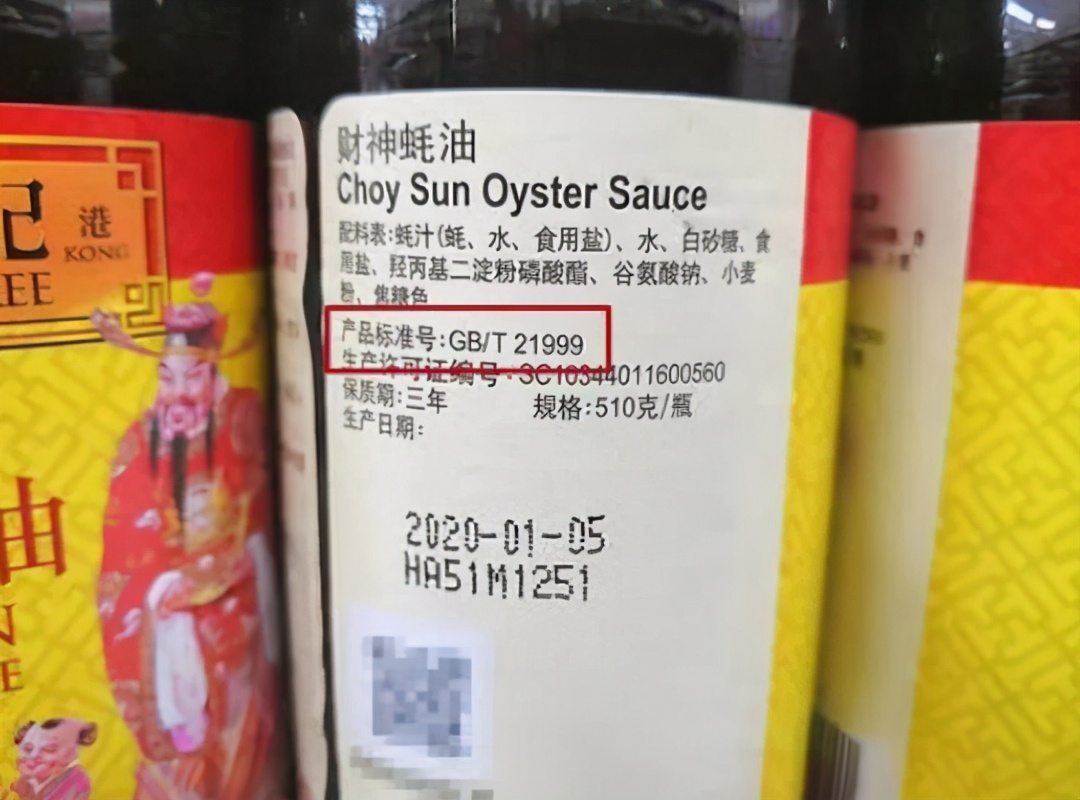 记
港
KONG
KEE
油
N
E
财神蚝油
Choy Sun Oyster Sauce
配料表:蚝汁(蚝、水、食用盐)、水、白砂糖、食
用盐、羟丙基二淀粉磷酸酯、谷氨酸钠、小麦
粉、焦糖色
产品标准号:GB/T 21999
生产许可证编号:SC10344011600560
保质期:三年 规格:510克/瓶
生产日期:
2020-01-05
HA51M1251